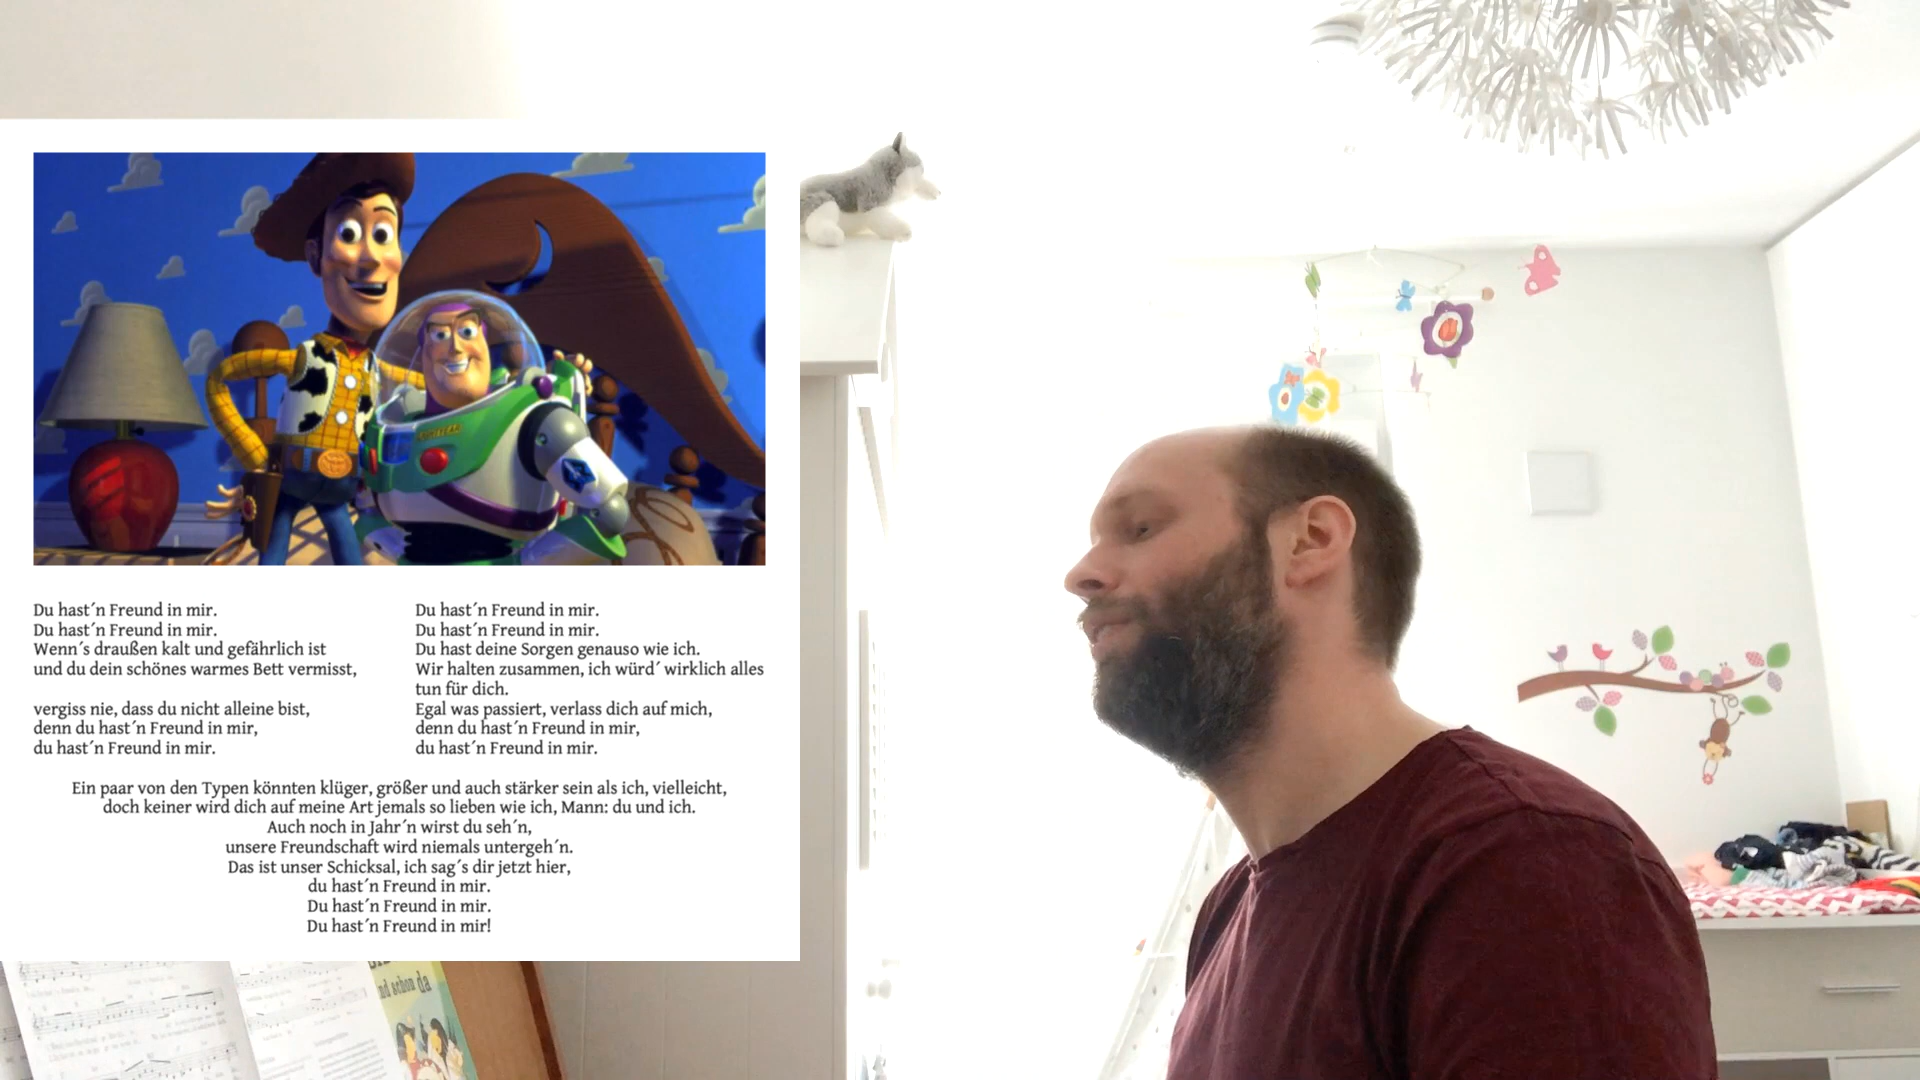 Du hast´n Freund in mir.
Du hast´n Freund in mir.
Wenn´s draußen kalt und gefährlich ist
und du dein schönes warmes Bett vermisst,
vergiss nie, dass du nicht alleine bist,
denn du hast´n Freund in mir,
du hast´n Freund in mir.
Du hast´n Freund in mir.
Du hast´n Freund in mir.
Du hast deine Sorgen genauso wie ich.
Wir halten zusammen, ich würd´ wirklich alles
tun für dich.
Egal was passiert, verlass dich auf mich,
denn du hast´n Freund in mir,
du hast´n Freund in mir.
Ein paar von den Typen könnten klüger, größer und auch stärker sein als ich, vielleicht,
doch keiner wird dich auf meine Art jemals so lieben wie ich, Mann: du und ich.
Auch noch in Jahr´n wirst du seh´n,
unsere Freundschaft wird niemals untergeh´n.
Das ist unser Schicksal, ich sag´s dir jetzt hier,
du hast´n Freund in mir.
Du hast´n Freund in mir.
Du hast´n Freund in mir!
nd schon da